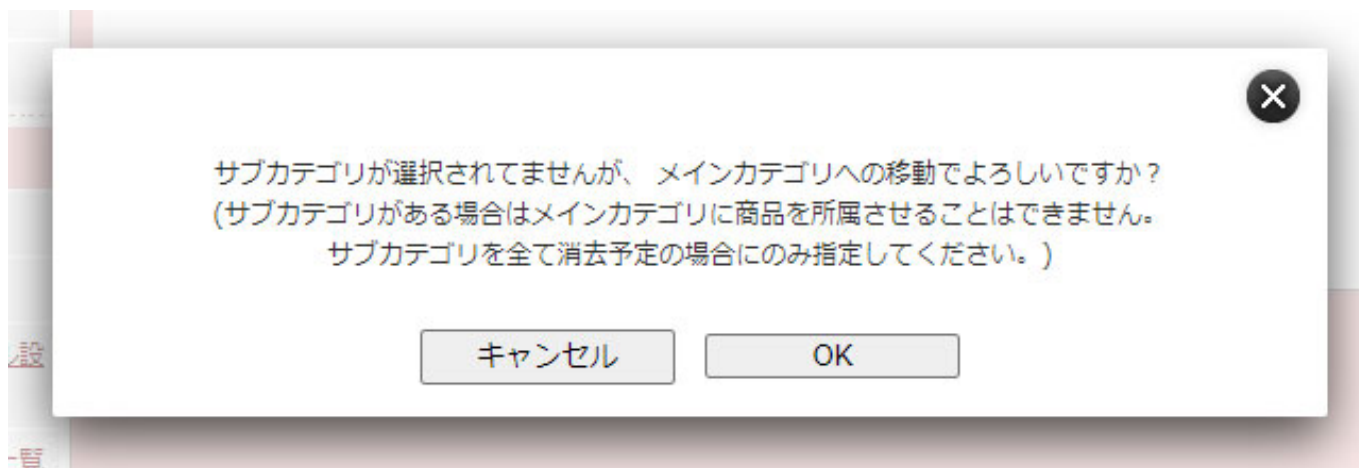 サブカテゴリが選択されてませんが、 メインカテゴリへの移動でよろしいですか？
(サブカテゴリがある場合はメインカテゴリに商品を所属させることはできません。
サブカテゴリを全て消去予定の場合にのみ指定してください。)
キャンセル OK
設
覧